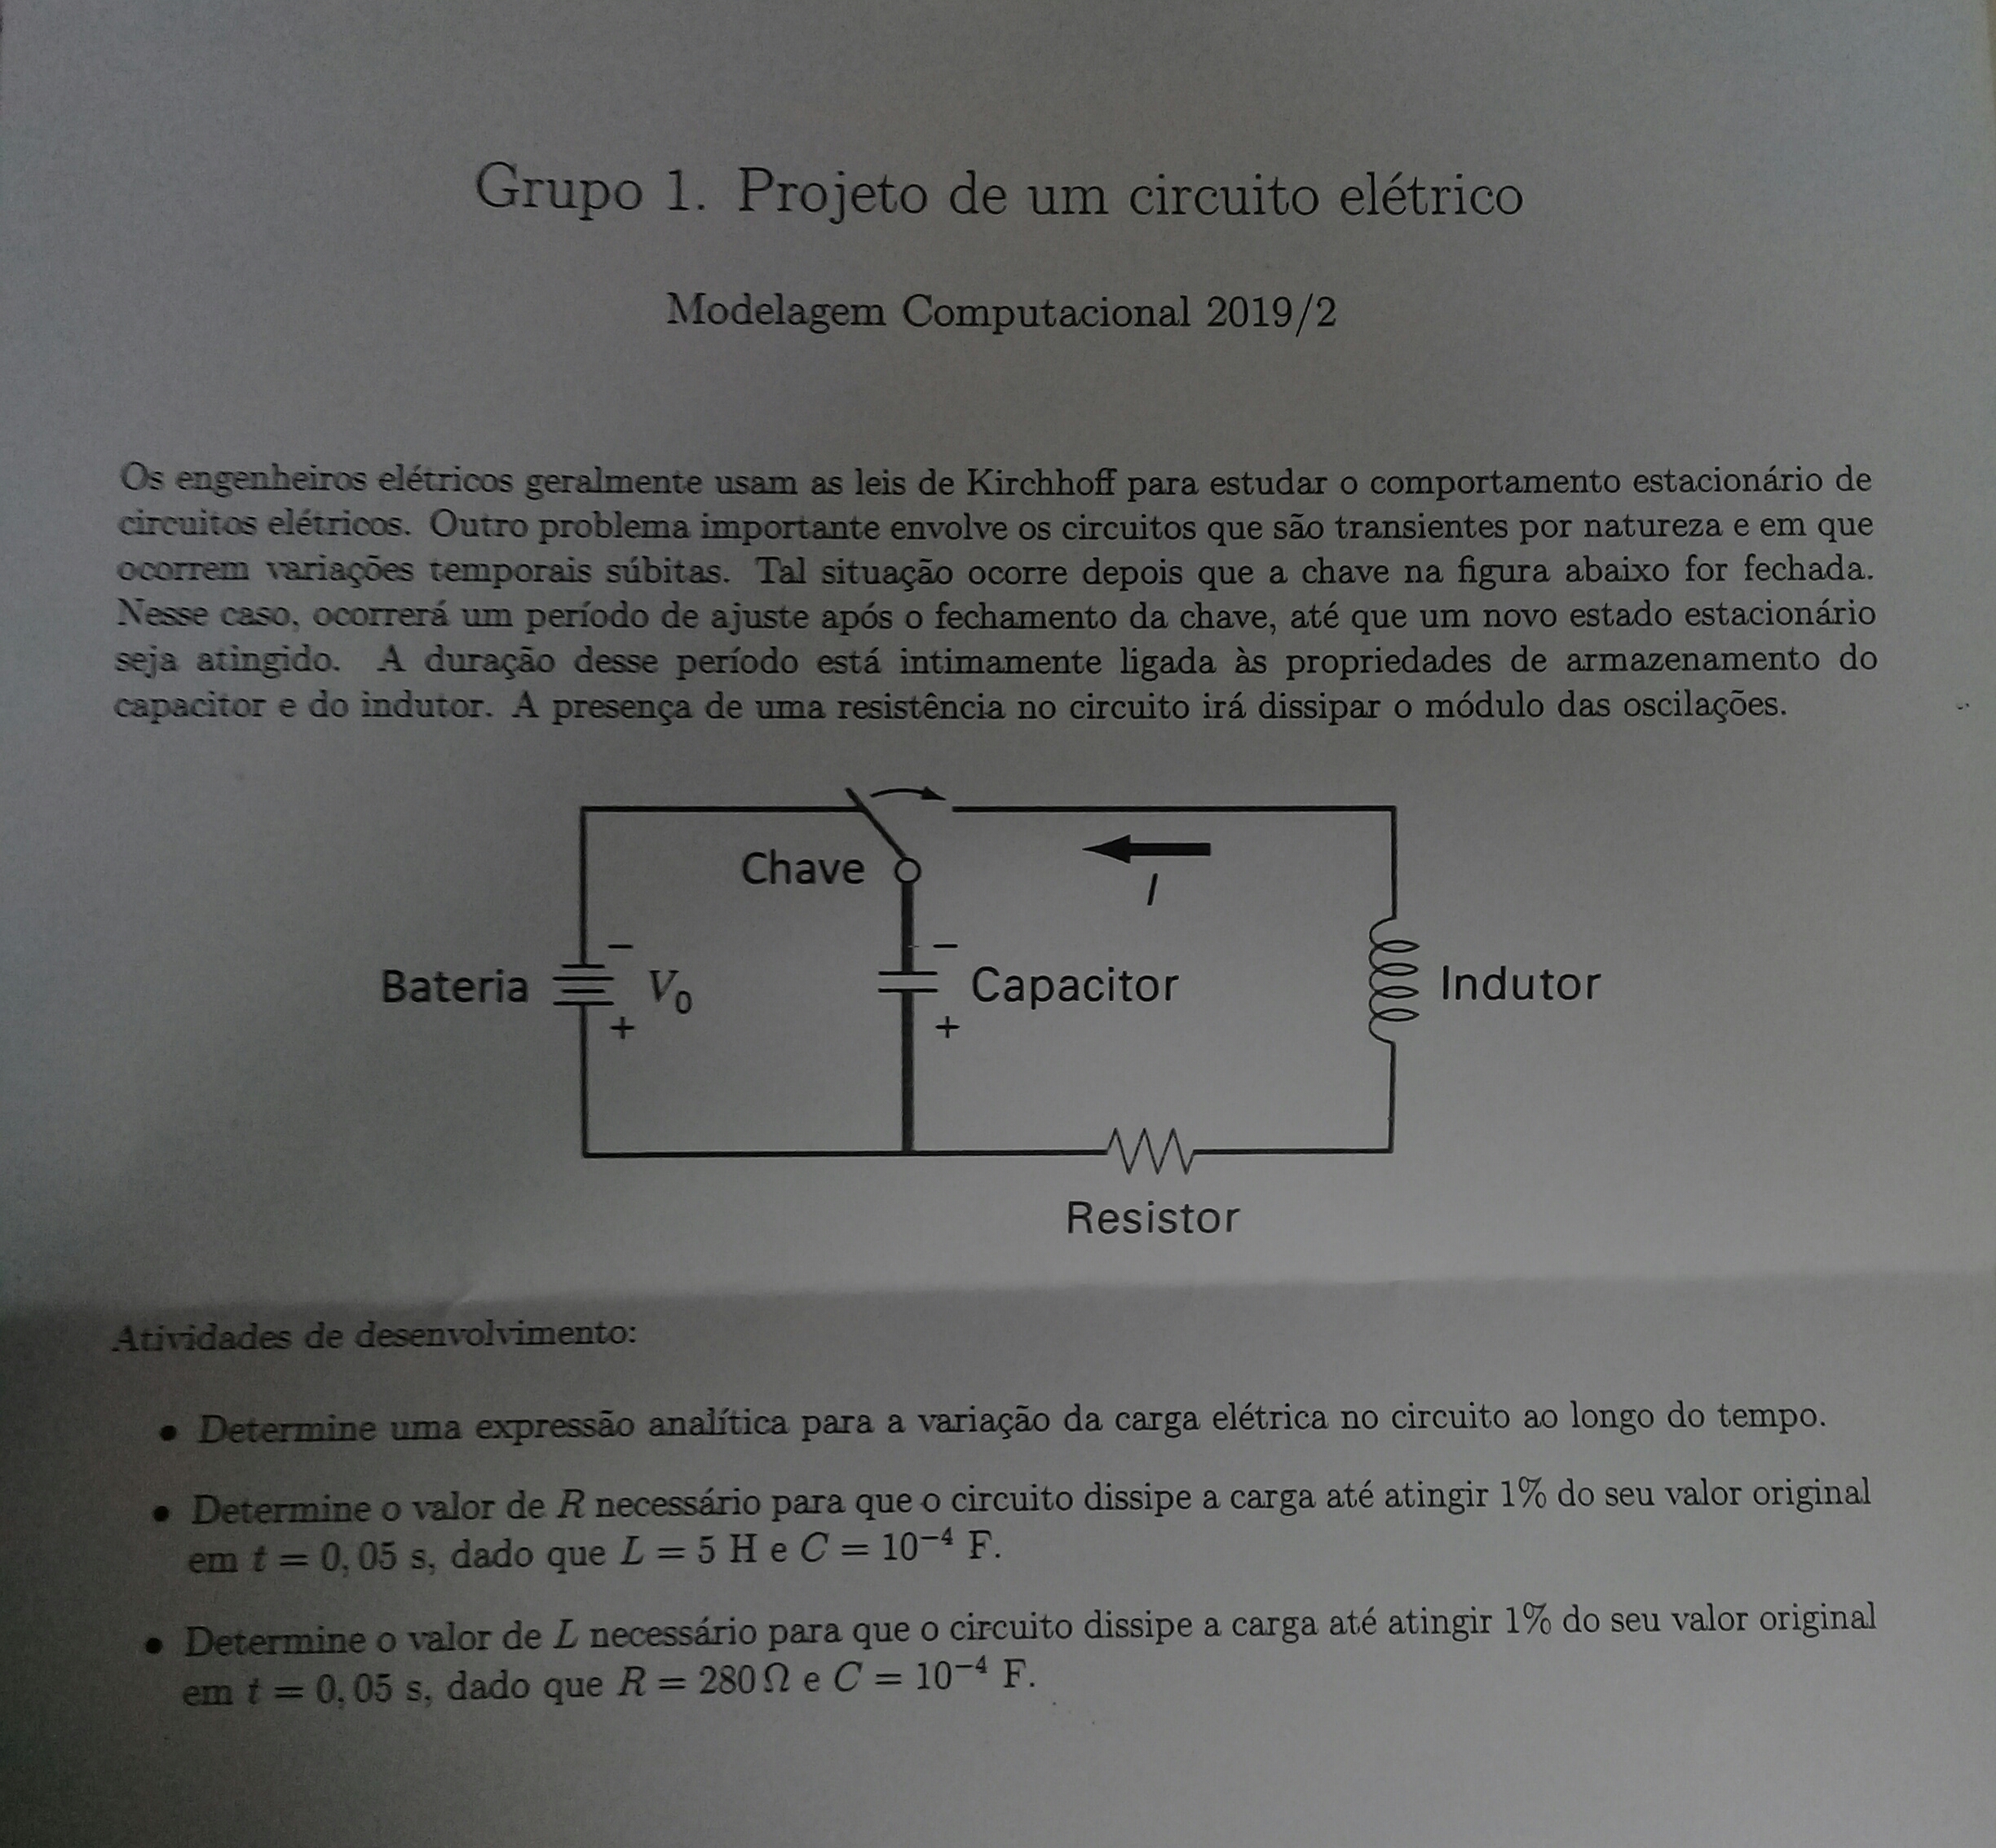 Grupo 1. Projeto de um circuito elétrico
Modelagem Computacional 2019/2
Os engenheiros elétricos geralmente usam as leis de Kirchhoff para estudar o comportamento estacionário de
circuitos elétricos. Outro problema importante envolve os circuitos que são transientes por natureza e em que
ocorrem variações temporais súbitas. Tal situação ocorre depois que a chave na figura abaixo for fechada.
Nesse caso, ocorrerá um período de ajuste após o fechamento da chave, até que um novo estado estacionário
seja atingido. A duração desse período está intimamente ligada às propriedades de armazenamento do
capacitor e do indutor. A presença de uma resistência no circuito irá dissipar o módulo das oscilações.
Chave
I
− −
Bateria V₀ Capacitor Indutor
+ +
Resistor
Atividades de desenvolvimento:
• Determine uma expressão analítica para a variação da carga elétrica no circuito ao longo do tempo.
• Determine o valor de R necessário para que o circuito dissipe a carga até atingir 1% do seu valor original
em t = 0, 05 s, dado que L = 5 H e C = 10⁻⁴ F.
• Determine o valor de L necessário para que o circuito dissipe a carga até atingir 1% do seu valor original
em t = 0, 05 s, dado que R = 280 Ω e C = 10⁻⁴ F.